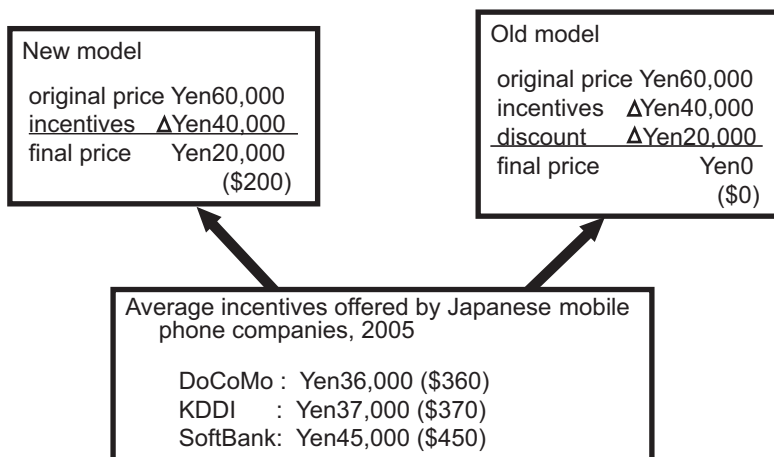 New model
original price Yen60,000
incentives ΔYen40,000
final price Yen20,000
($200)
Old model
original price Yen60,000
incentives ΔYen40,000
discount ΔYen20,000
final price Yen0
($0)
Average incentives offered by Japanese mobile
phone companies, 2005
DoCoMo : Yen36,000 ($360)
KDDI : Yen37,000 ($370)
SoftBank: Yen45,000 ($450)